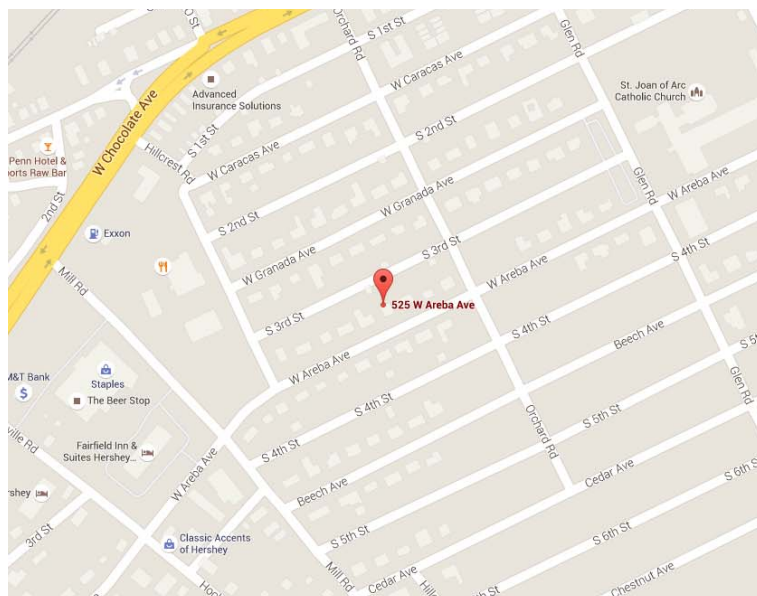 O St
Orchard Rd
S 1st St
Glen Rd
W Caracas Ave
St. Joan of Arc
Catholic Church
Advanced
Insurance Solutions
W Chocolate Ave
S 2nd St
S 1st St
Hillcrest Rd
Penn Hotel &
orts Raw Bar
W Caracas Ave
Glen Rd
W Areba Ave
W Granada Ave
2nd St
S 2nd St
Exxon
S 3rd St
S 4th St
W Granada Ave
W Areba Ave
Mill Rd
525 W Areba Ave
S 3rd St
S 4th St
Beech Ave
S 5t
M&T Bank
Staples
W Areba Ave
Glen Rd
The Beer Stop
S 4th St
S 5th St
Orchard Rd
ville Rd
Fairfield Inn &
Suites Hershey...
W Areba Ave
S 4th St
Cedar Ave
S 6th St
rshey
Beech Ave
3rd St
Classic Accents
of Hershey
S 5th St
S 6th St
Mill Rd
Hoc
Cedar Ave
Hill
Chestnut Ave